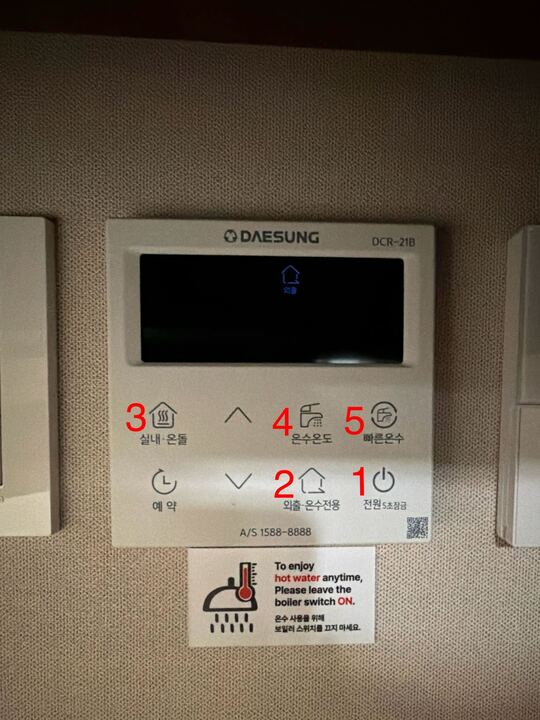 DAESUNG
DCR-21B
외출
3
실내·온돌
4
온수온도
5
빠른온수
예약
2
외출·온수전용
1
전원 5초잠금
A/S 1588-8888
To enjoy
hot water anytime,
Please leave the
boiler switch ON.
온수 사용을 위해
보일러 스위치를 끄지 마세요.